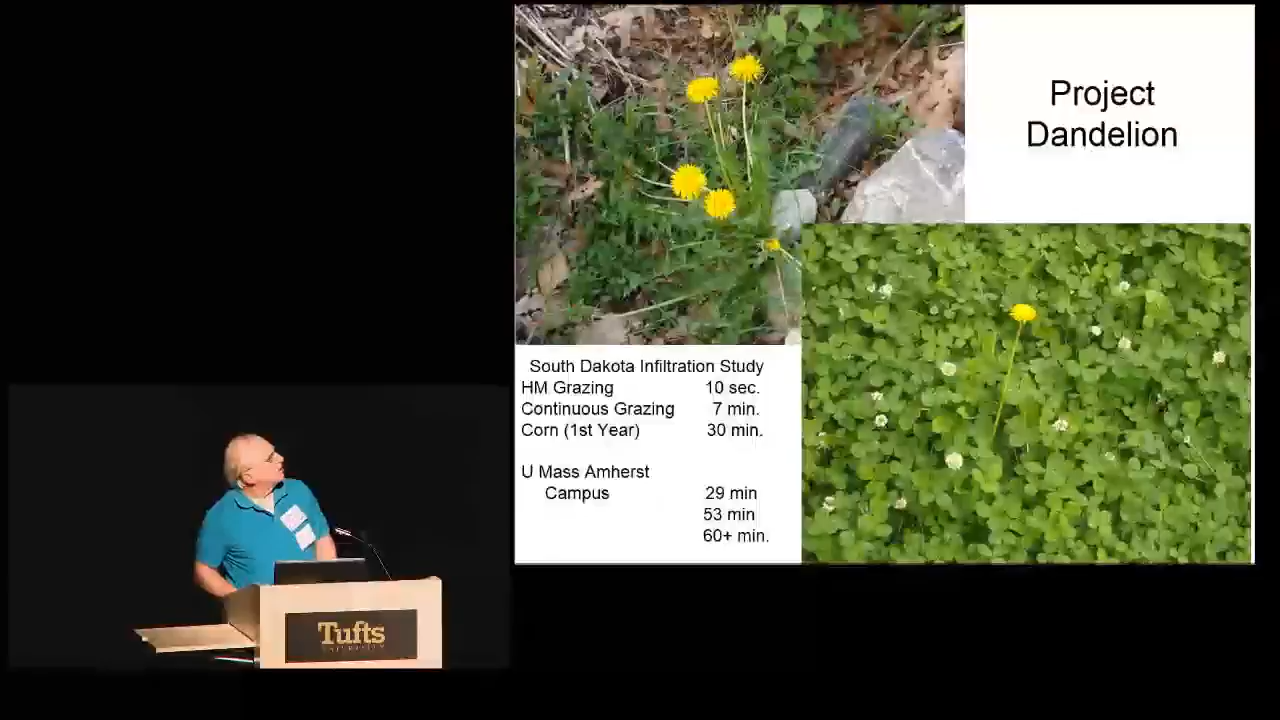 Project
Dandelion
South Dakota Infiltration Study
HM Grazing 10 sec.
Continuous Grazing 7 min.
Corn (1st Year) 30 min.
U Mass Amherst
Campus 29 min
53 min
60+ min.
Tufts
UNIVERSITY